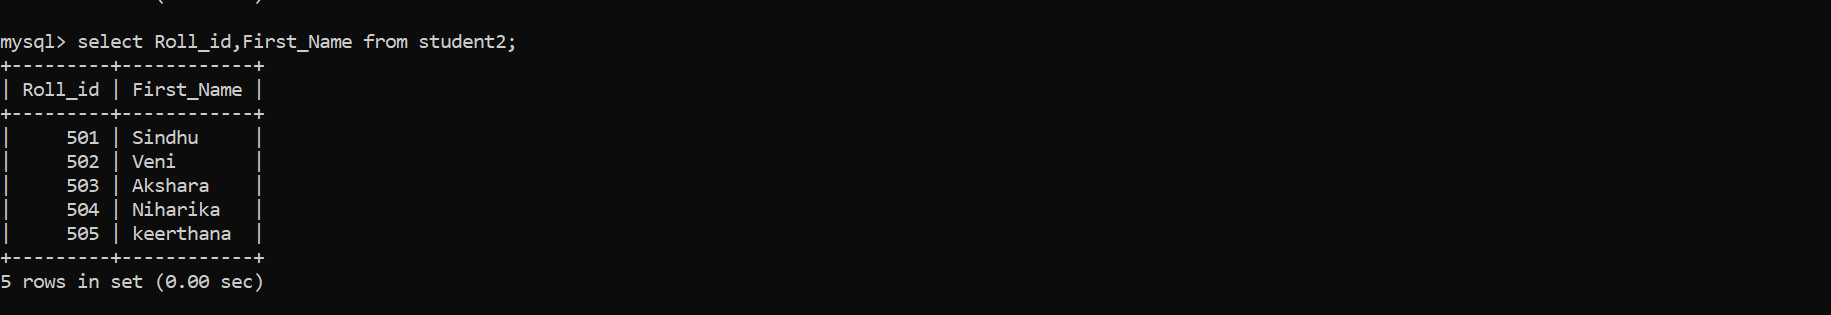 mysql> select Roll_id,First_Name from student2;
+---------+------------+
| Roll_id | First_Name |
+---------+------------+
|     501 | Sindhu     |
|     502 | Veni       |
|     503 | Akshara    |
|     504 | Niharika   |
|     505 | keerthana  |
+---------+------------+
5 rows in set (0.00 sec)